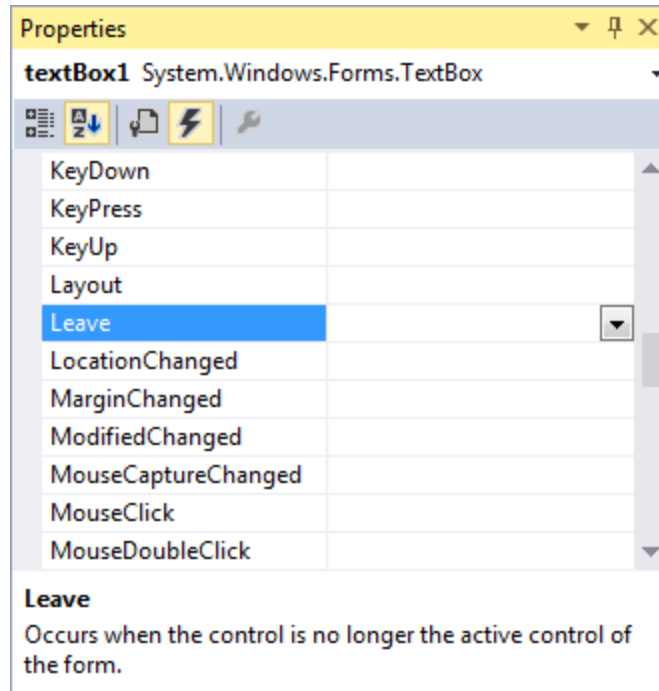 Properties
textBox1 System.Windows.Forms.TextBox
KeyDown
KeyPress
KeyUp
Layout
Leave
LocationChanged
MarginChanged
ModifiedChanged
MouseCaptureChanged
MouseClick
MouseDoubleClick
Leave
Occurs when the control is no longer the active control of
the form.